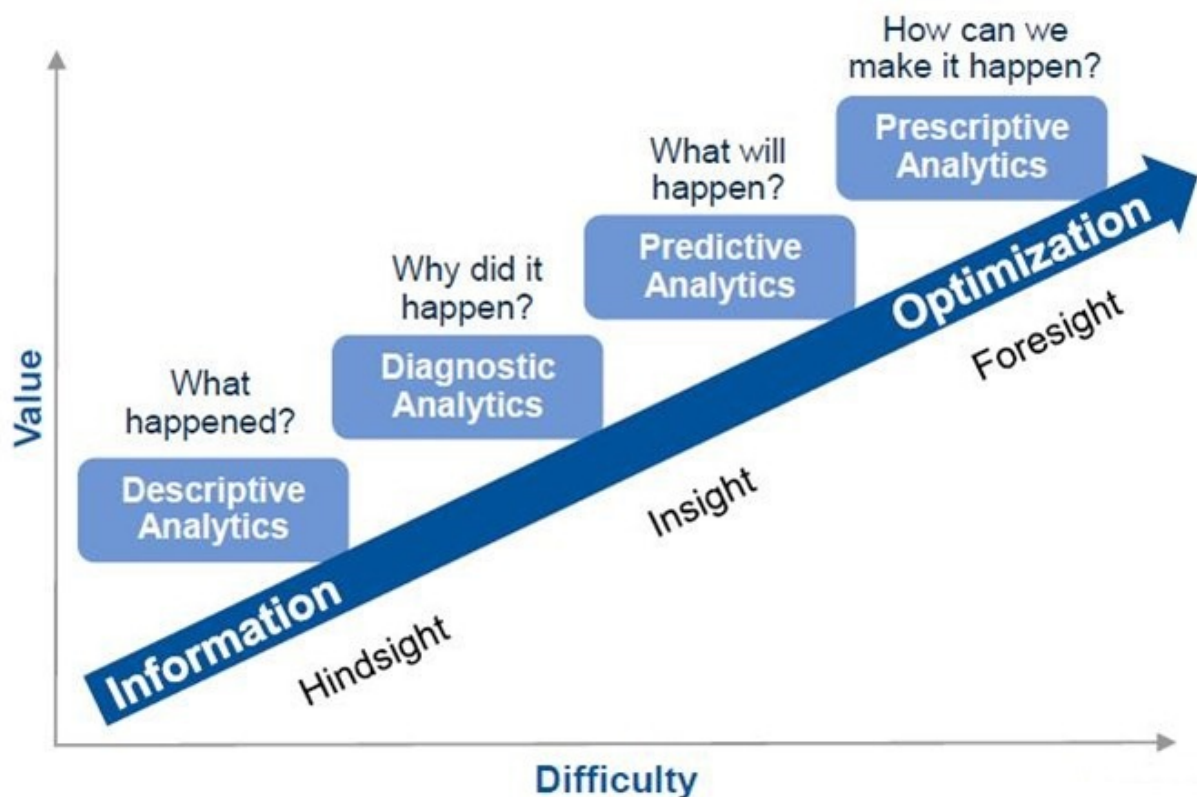 How can we
make it happen?
Prescriptive
Analytics
What will
happen?
Predictive
Analytics
Why did it
happen?
Diagnostic
Analytics
What
happened?
Descriptive
Analytics
Information
Optimization
Hindsight
Insight
Foresight
Value
Difficulty